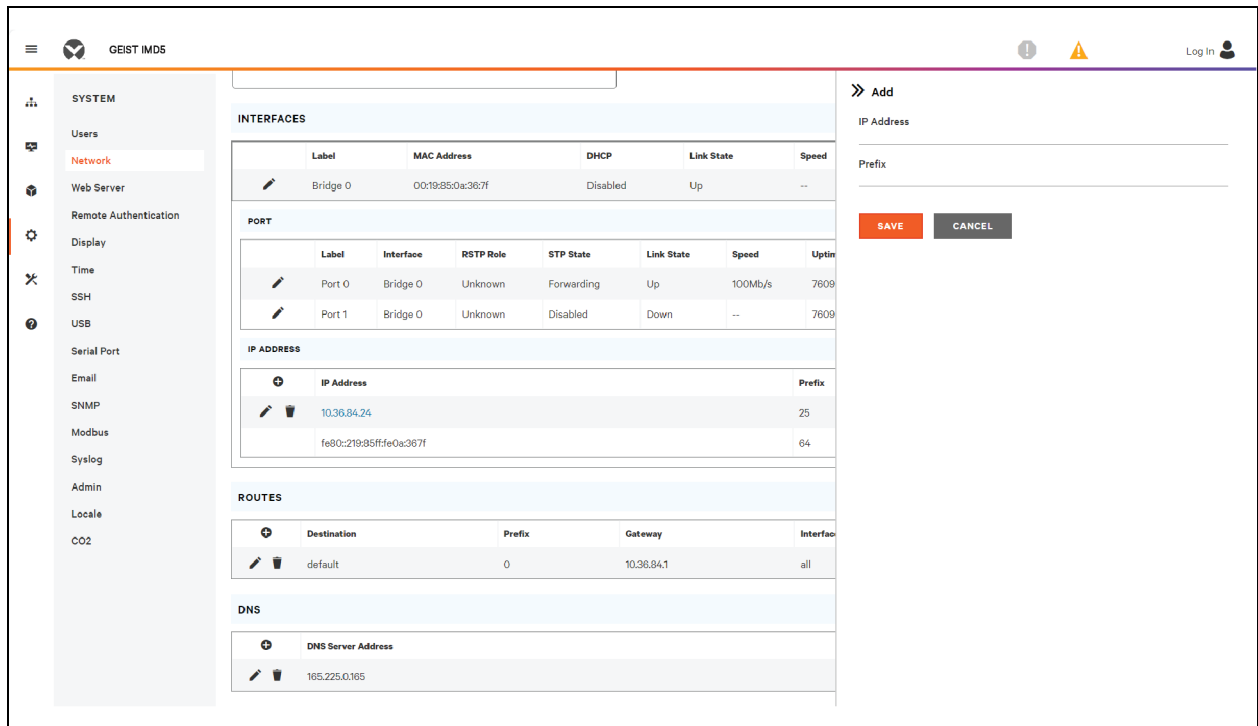 GEIST IMD5
Log In
SYSTEM
Users
Network
Web Server
Remote Authentication
Display
Time
SSH
USB
Serial Port
Email
SNMP
Modbus
Syslog
Admin
Locale
CO2
INTERFACES
Label MAC Address DHCP Link State Speed
Bridge 0 00:19:85:0a:36:7f Disabled Up --
PORT
Label Interface RSTP Role STP State Link State Speed Uptim
Port 0 Bridge 0 Unknown Forwarding Up 100Mb/s 7609
Port 1 Bridge 0 Unknown Disabled Down -- 7609
IP ADDRESS
IP Address Prefix
10.36.84.24 25
fe80::219:85ff:fe0a:367f 64
ROUTES
Destination Prefix Gateway Interfac
default 0 10.36.84.1 all
DNS
DNS Server Address
165.225.0.165
Add
IP Address
Prefix
SAVE CANCEL